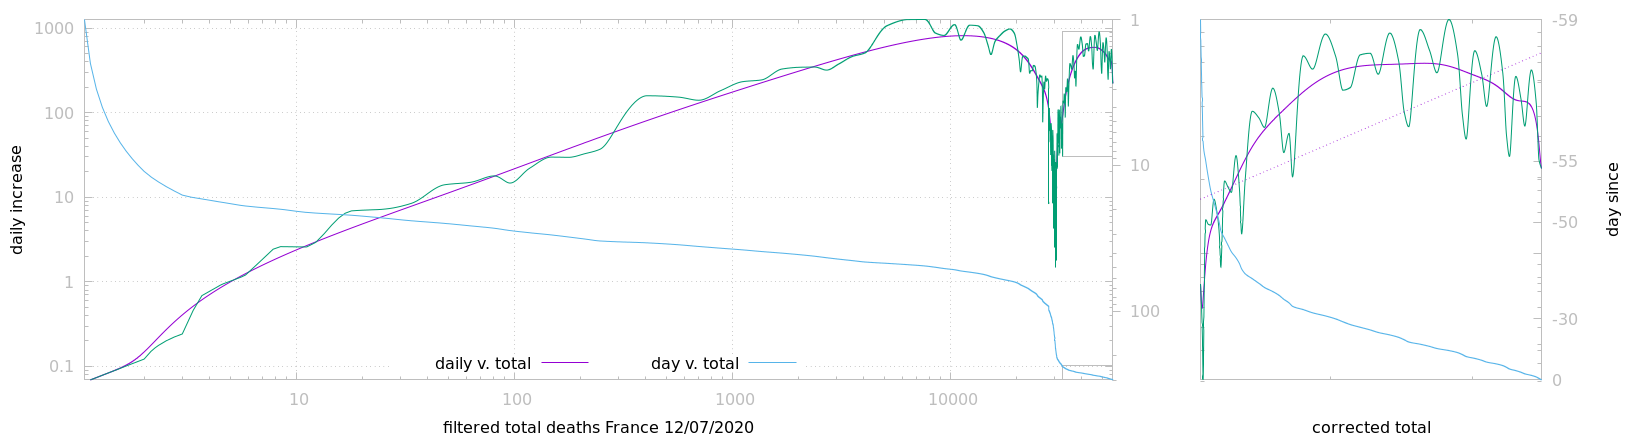 1000
100
10
1
0.1
daily increase
daily v. total
day v. total
10
100
1000
10000
filtered total deaths France 12/07/2020
1
10
100
-59
-55
-50
-30
0
day since
corrected total